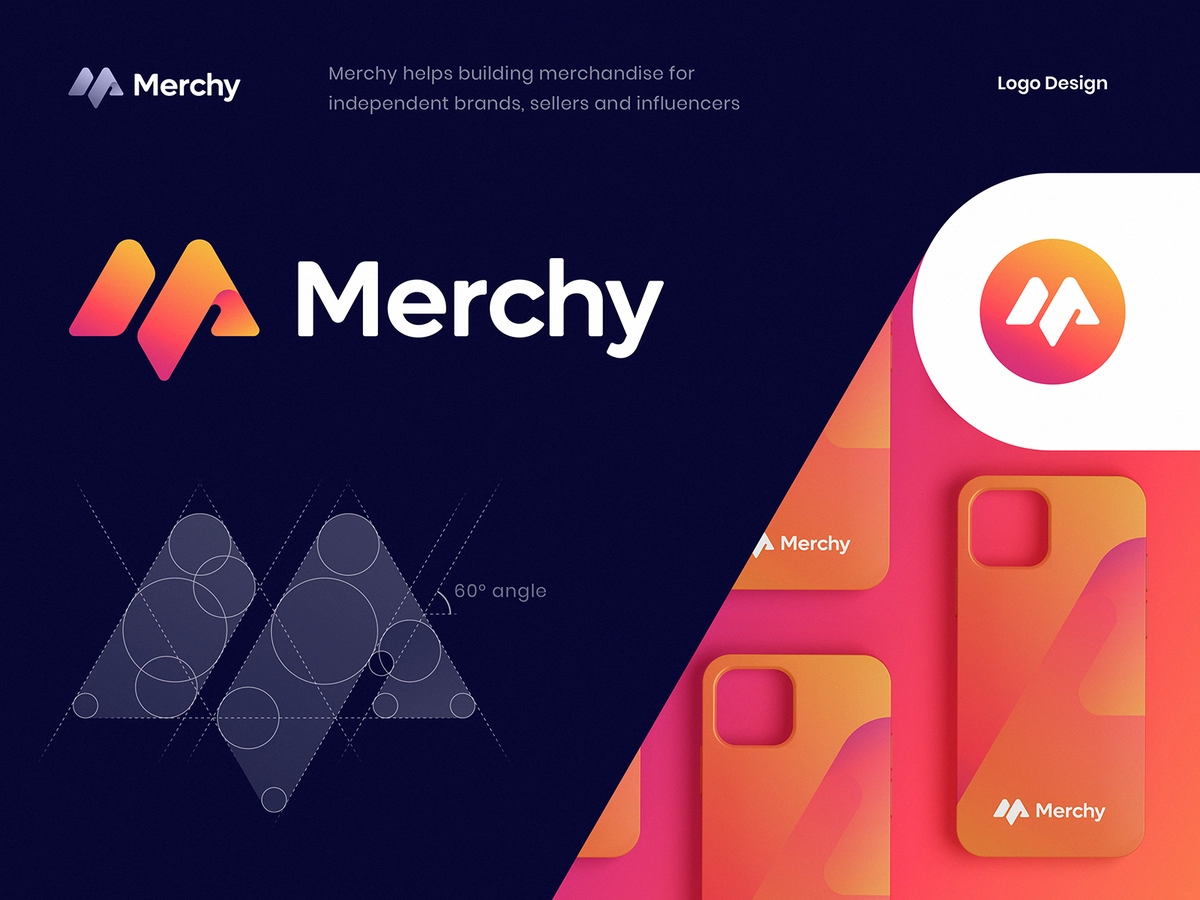 Merchy
Merchy helps building merchandise for
independent brands, sellers and influencers
Logo Design
Merchy
60° angle
Merchy
Merchy